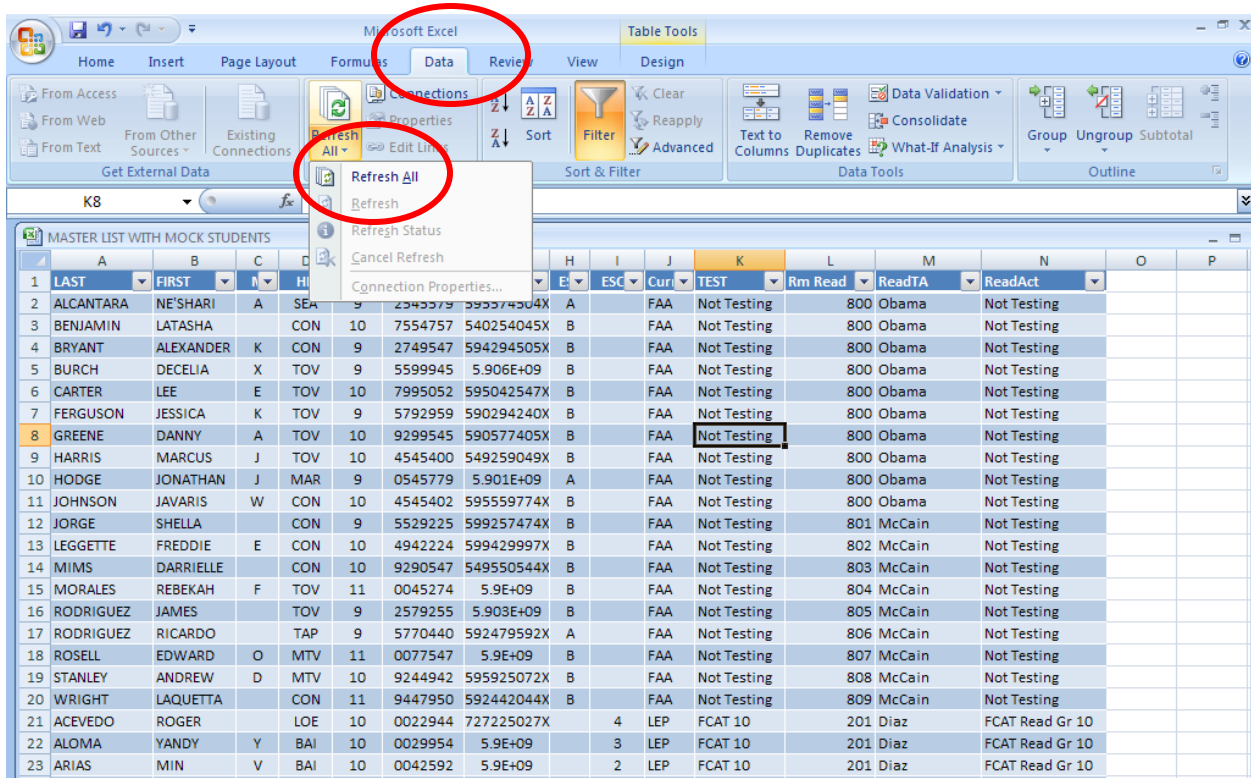 Microsoft Excel Table Tools
Home Insert Page Layout Formulas Data Review View Design
From Access
From Web
From Text
From Other Sources
Existing Connections
Get External Data
Refresh All
Connections
Properties
Edit Links
Sort
Filter
Clear
Reapply
Advanced
Sort & Filter
Text to Columns
Remove Duplicates
Data Validation
Consolidate
What-If Analysis
Data Tools
Group
Ungroup
Subtotal
Outline
Refresh All
Refresh
Refresh Status
Cancel Refresh
Connection Properties...
K8 fx
MASTER LIST WITH MOCK STUDENTS
A B C D H I J K L M N O P
1 LAST FIRST ESC TEST Rm Read ReadTA ReadAct
2 ALCANTARA NE'SHARI A SEA 9 2545579 595574504X A FAA Not Testing 800 Obama Not Testing
3 BENJAMIN LATASHA CON 10 7554757 540254045X B FAA Not Testing 800 Obama Not Testing
4 BRYANT ALEXANDER K CON 9 2749547 594294505X B FAA Not Testing 800 Obama Not Testing
5 BURCH DECELIA X TOV 9 5599945 5.906E+09 B FAA Not Testing 800 Obama Not Testing
6 CARTER LEE E TOV 10 7995052 595042547X B FAA Not Testing 800 Obama Not Testing
7 FERGUSON JESSICA K TOV 9 5792959 590294240X B FAA Not Testing 800 Obama Not Testing
8 GREENE DANNY A TOV 10 9299545 590577405X B FAA Not Testing 800 Obama Not Testing
9 HARRIS MARCUS J TOV 10 4545400 549259049X B FAA Not Testing 800 Obama Not Testing
10 HODGE JONATHAN J MAR 9 0545779 5.901E+09 A FAA Not Testing 800 Obama Not Testing
11 JOHNSON JAVARIS W CON 10 4545402 595559774X B FAA Not Testing 800 Obama Not Testing
12 JORGE SHELLA CON 9 5529225 599257474X B FAA Not Testing 801 McCain Not Testing
13 LEGGETTE FREDDIE E CON 10 4942224 599429997X B FAA Not Testing 802 McCain Not Testing
14 MIMS DARRIELLE CON 10 9290547 549550544X B FAA Not Testing 803 McCain Not Testing
15 MORALES REBEKAH F TOV 11 0045274 5.9E+09 B FAA Not Testing 804 McCain Not Testing
16 RODRIGUEZ JAMES TOV 9 2579255 5.903E+09 B FAA Not Testing 805 McCain Not Testing
17 RODRIGUEZ RICARDO TAP 9 5770440 592479592X A FAA Not Testing 806 McCain Not Testing
18 ROSELL EDWARD O MTV 11 0077547 5.9E+09 B FAA Not Testing 807 McCain Not Testing
19 STANLEY ANDREW D MTV 10 9244942 595925072X B FAA Not Testing 808 McCain Not Testing
20 WRIGHT LAQUETTA CON 11 9447950 592442044X B FAA Not Testing 809 McCain Not Testing
21 ACEVEDO ROGER LOE 10 0022944 727225027X 4 LEP FCAT 10 201 Diaz FCAT Read Gr 10
22 ALOMA YANDY Y BAI 10 0029954 5.9E+09 3 LEP FCAT 10 201 Diaz FCAT Read Gr 10
23 ARIAS MIN V BAI 10 0042592 5.9E+09 2 LEP FCAT 10 201 Diaz FCAT Read Gr 10